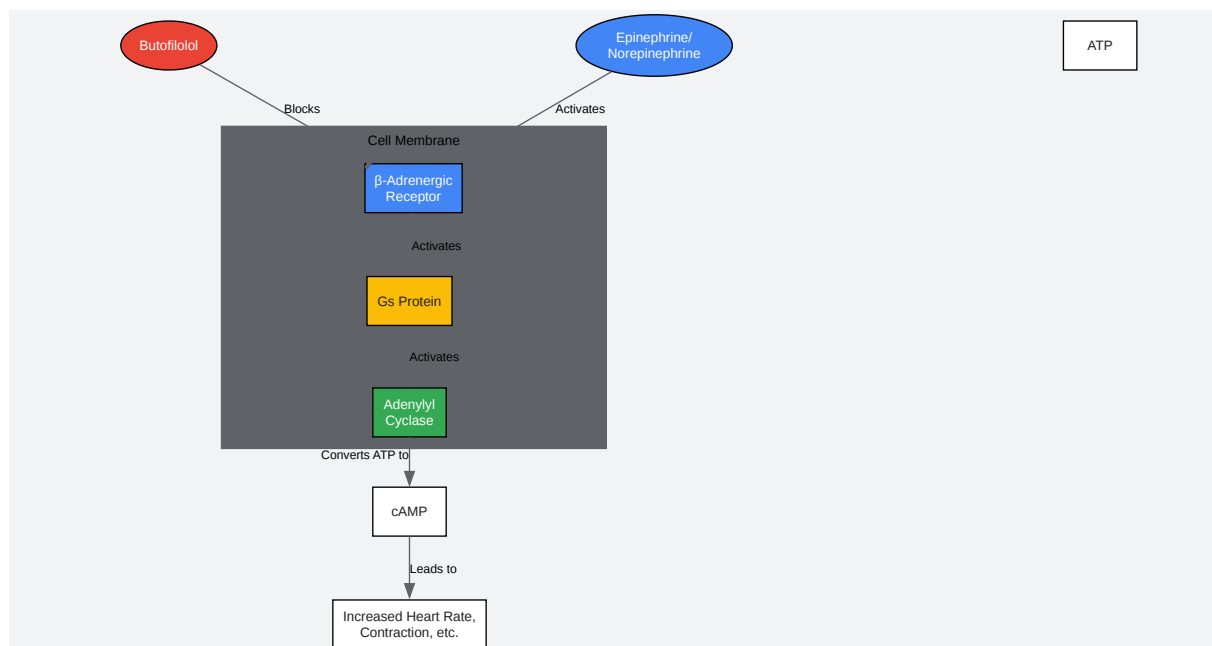 Butofilolol
Epinephrine/
Norepinephrine
ATP
Blocks
Activates
Cell Membrane
β-Adrenergic
Receptor
Activates
Gs Protein
Activates
Adenylyl
Cyclase
Converts ATP to
cAMP
Leads to
Increased Heart Rate,
Contraction, etc.